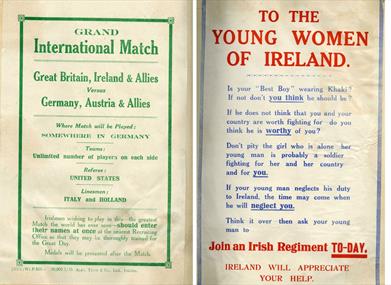 GRAND
International Match
Great Britain, Ireland & Allies
Versus
Germany, Austria & Allies
Where Match will be Played:
SOMEWHERE IN GERMANY
Teams:
Unlimited number of players on each side
Referee:
UNITED STATES
Linesmen:
ITALY and HOLLAND
Irishmen wishing to play in this—the greatest
Match the world has ever seen—should enter
their names at once at the nearest Recruiting
Office so that they may be thoroughly trained for
the Great Day.
Medals will be presented after the Match.
TO THE
YOUNG WOMEN
OF IRELAND.
Is your "Best Boy" wearing Khaki?
If not don't you think he should be?
If he does not think that you and your
country are worth fighting for do you
think he is worthy of you?
Don't pity the girl who is alone her
young man is probably a soldier
fighting for her and her country
and for you.
If your young man neglects his duty
to Ireland, the time may come when
he will neglect you.
Think it over then ask your young
man to
Join an Irish Regiment TO-DAY.
IRELAND WILL APPRECIATE
YOUR HELP.